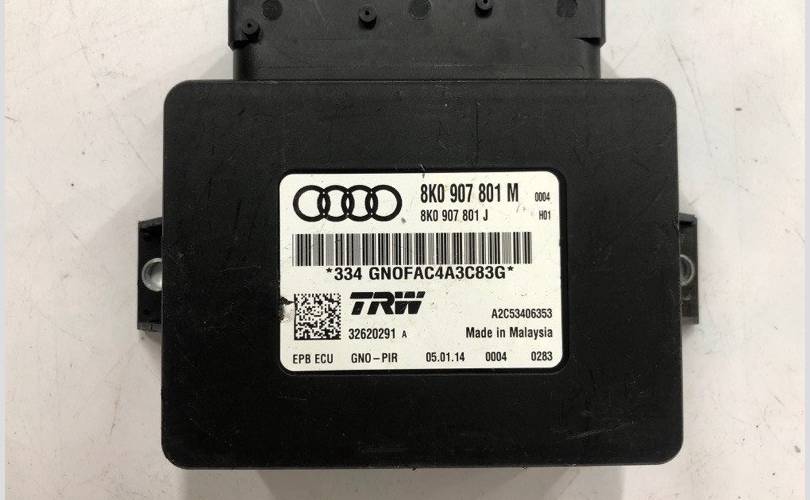 8K0 907 801 M 0004
8K0 907 801 J H01
*334 GNOFAC4A3C83G*
TRW
A2C53406353
32620291 A Made in Malaysia
EPB ECU GNO-PIR 05.01.14 0004 0283